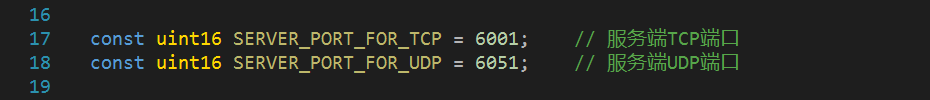 16
17 const uint16 SERVER_PORT_FOR_TCP = 6001; // 服务端TCP端口
18 const uint16 SERVER_PORT_FOR_UDP = 6051; // 服务端UDP端口
19